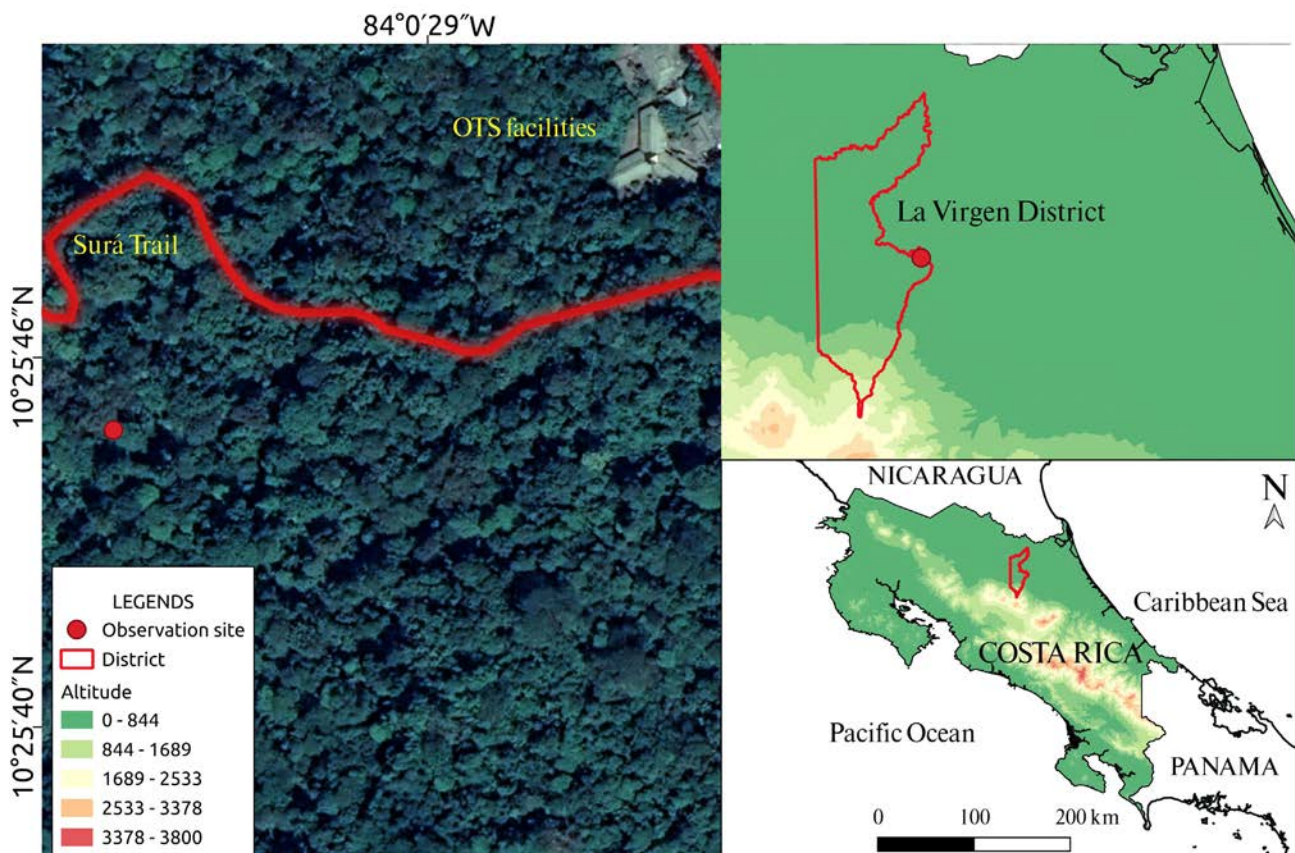 84°0′29″W
OTS facilities
Surá Trail
10°25′46″N
10°25′40″N
LEGENDS
Observation site
District
Altitude
0 - 844
844 - 1689
1689 - 2533
2533 - 3378
3378 - 3800
La Virgen District
NICARAGUA
N
Caribbean Sea
COSTA RICA
Pacific Ocean
PANAMA
0 100 200 km